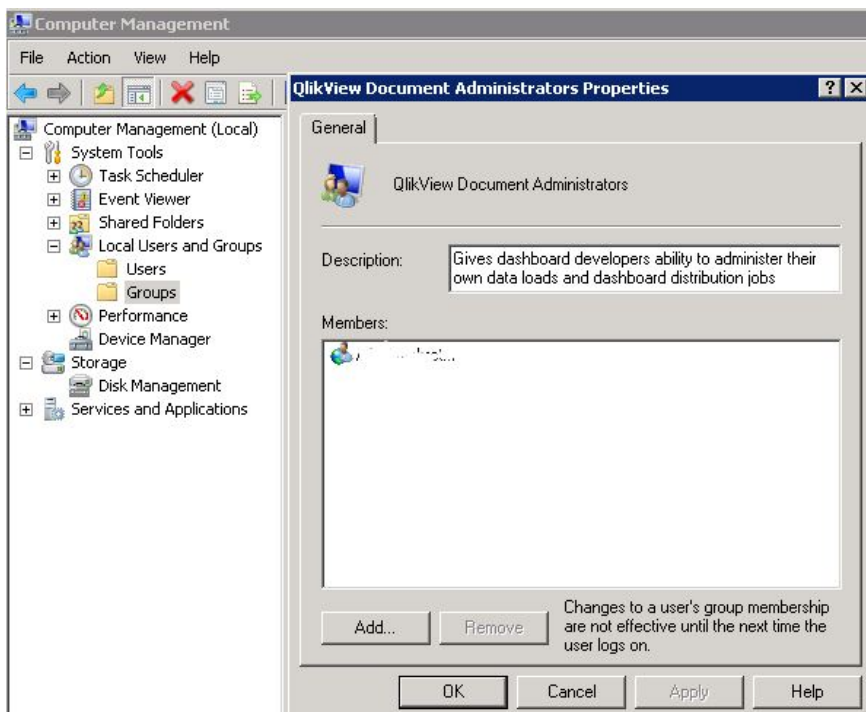 Computer Management
File Action View Help
Computer Management (Local)
System Tools
Task Scheduler
Event Viewer
Shared Folders
Local Users and Groups
Users
Groups
Performance
Device Manager
Storage
Disk Management
Services and Applications
QlikView Document Administrators Properties
General
QlikView Document Administrators
Description:
Gives dashboard developers ability to administer their
own data loads and dashboard distribution jobs
Members:
Add...
Remove
Changes to a user's group membership
are not effective until the next time the
user logs on.
OK Cancel Apply Help